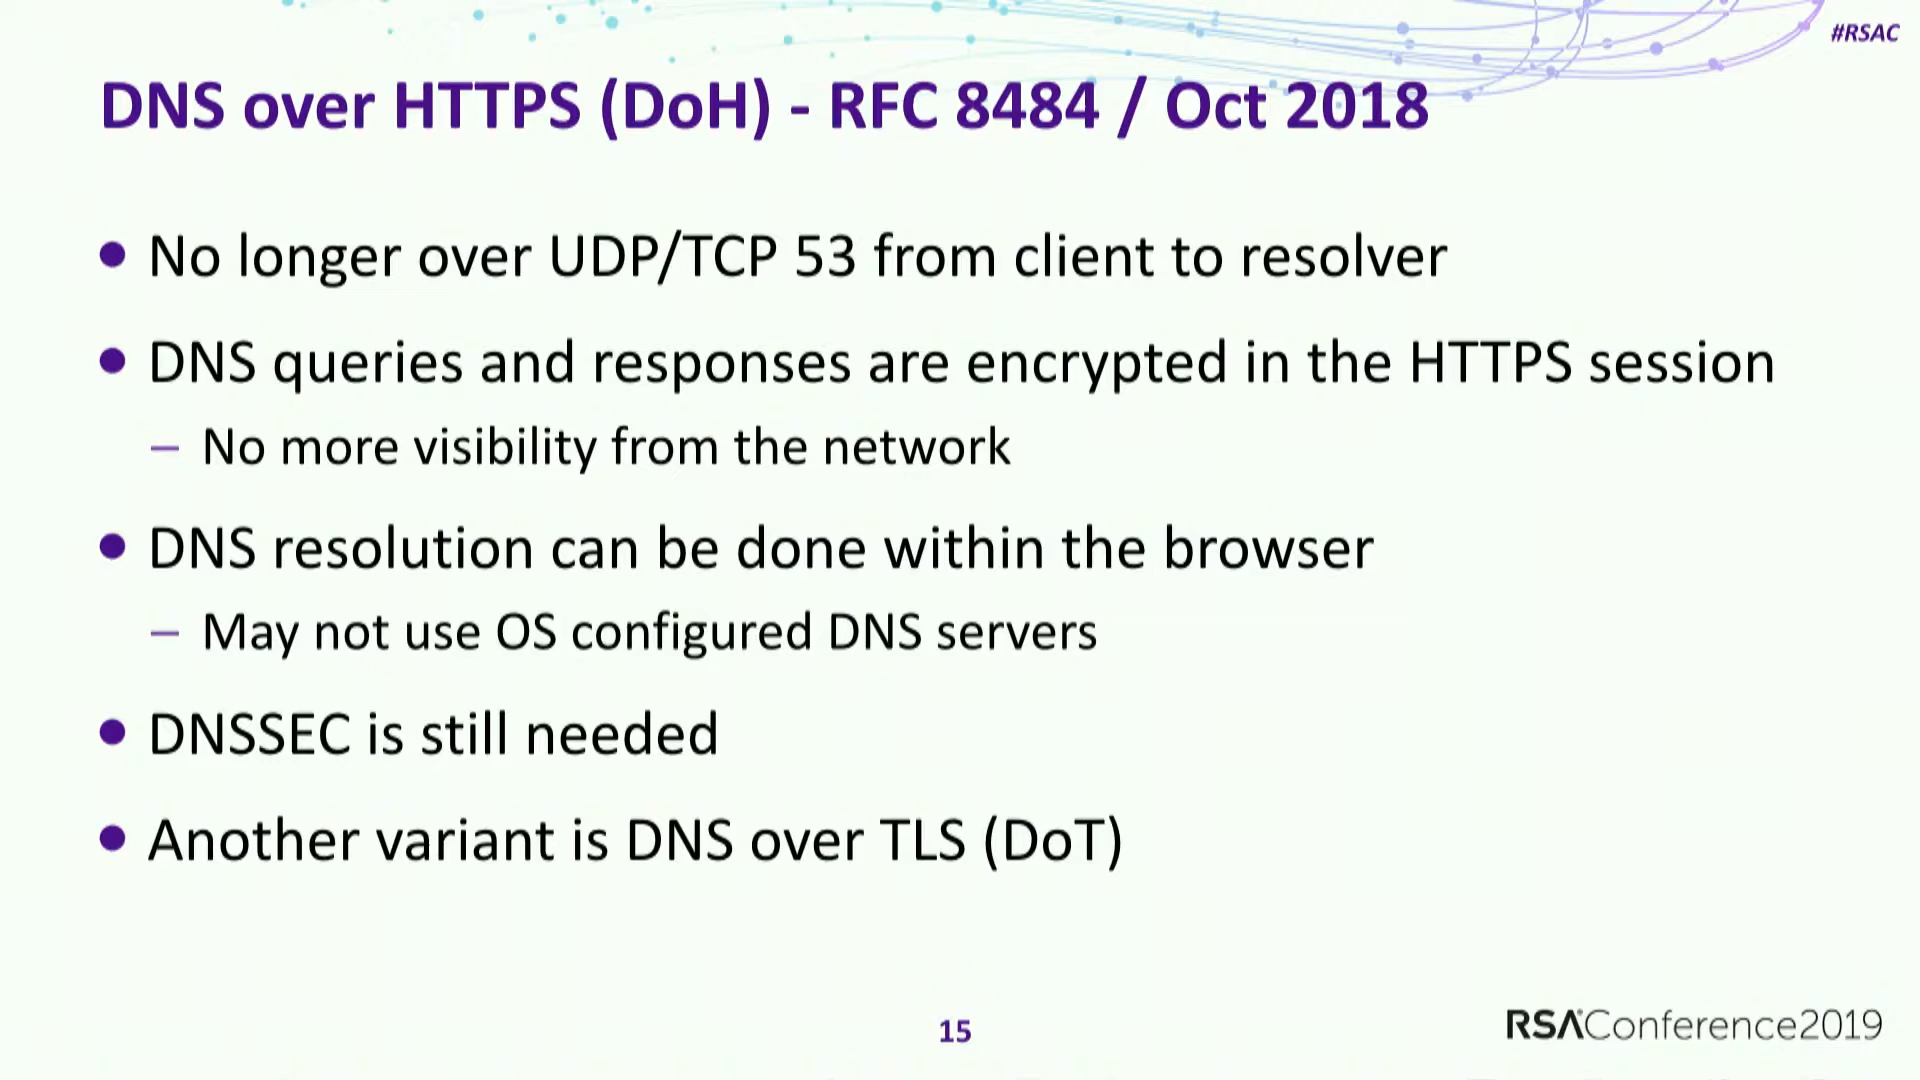 #RSAC
DNS over HTTPS (DoH) - RFC 8484 / Oct 2018
• No longer over UDP/TCP 53 from client to resolver
• DNS queries and responses are encrypted in the HTTPS session
– No more visibility from the network
• DNS resolution can be done within the browser
– May not use OS configured DNS servers
• DNSSEC is still needed
• Another variant is DNS over TLS (DoT)
15
RSAConference2019